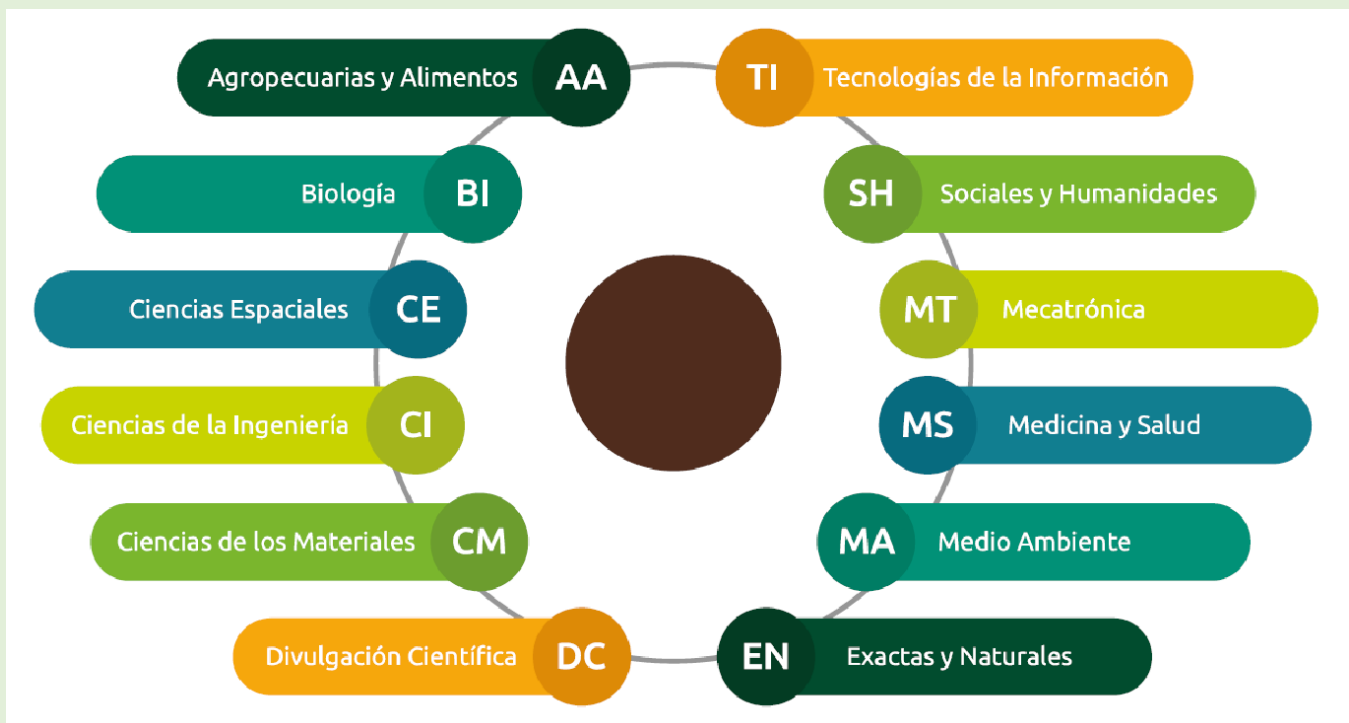 Agropecuarias y Alimentos AA
TI Tecnologías de la Información
Biología BI
SH Sociales y Humanidades
Ciencias Espaciales CE
MT Mecatrónica
Ciencias de la Ingeniería CI
MS Medicina y Salud
Ciencias de los Materiales CM
MA Medio Ambiente
Divulgación Científica DC
EN Exactas y Naturales